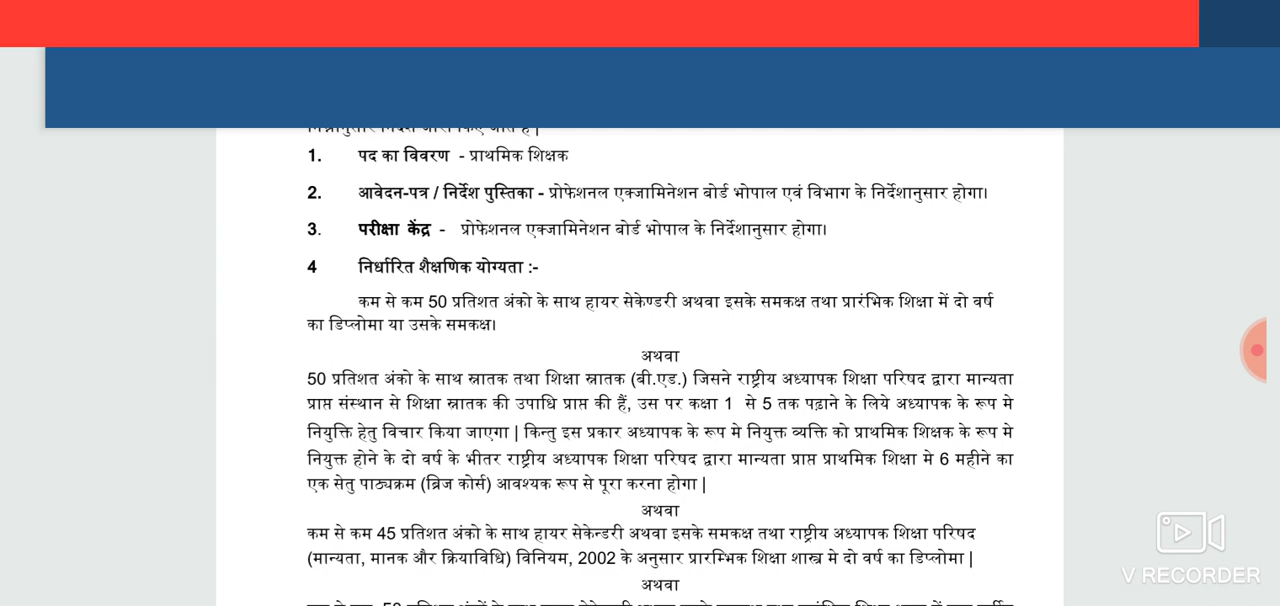 1. पद का विवरण - प्राथमिक शिक्षक
2. आवेदन-पत्र / निर्देश पुस्तिका - प्रोफेशनल एक्जामिनेशन बोर्ड भोपाल एवं विभाग के निर्देशानुसार होगा।
3. परीक्षा केंद्र - प्रोफेशनल एक्जामिनेशन बोर्ड भोपाल के निर्देशानुसार होगा।
4 निर्धारित शैक्षणिक योग्यता :-
कम से कम 50 प्रतिशत अंको के साथ हायर सेकेण्डरी अथवा इसके समकक्ष तथा प्रारंभिक शिक्षा में दो वर्ष
का डिप्लोमा या उसके समकक्ष।
अथवा
50 प्रतिशत अंको के साथ स्नातक तथा शिक्षा स्नातक (बी.एड.) जिसने राष्ट्रीय अध्यापक शिक्षा परिषद द्वारा मान्यता
प्राप्त संस्थान से शिक्षा स्नातक की उपाधि प्राप्त की हैं, उस पर कक्षा 1 से 5 तक पढ़ाने के लिये अध्यापक के रूप मे
नियुक्ति हेतु विचार किया जाएगा | किन्तु इस प्रकार अध्यापक के रूप मे नियुक्त व्यक्ति को प्राथमिक शिक्षक के रूप मे
नियुक्त होने के दो वर्ष के भीतर राष्ट्रीय अध्यापक शिक्षा परिषद द्वारा मान्यता प्राप्त प्राथमिक शिक्षा मे 6 महीने का
एक सेतु पाठ्यक्रम (ब्रिज कोर्स) आवश्यक रूप से पूरा करना होगा |
अथवा
कम से कम 45 प्रतिशत अंको के साथ हायर सेकेन्डरी अथवा इसके समकक्ष तथा राष्ट्रीय अध्यापक शिक्षा परिषद
(मान्यता, मानक और क्रियाविधि) विनियम, 2002 के अनुसार प्रारम्भिक शिक्षा शास्त्र मे दो वर्ष का डिप्लोमा |
अथवा
V RECORDER